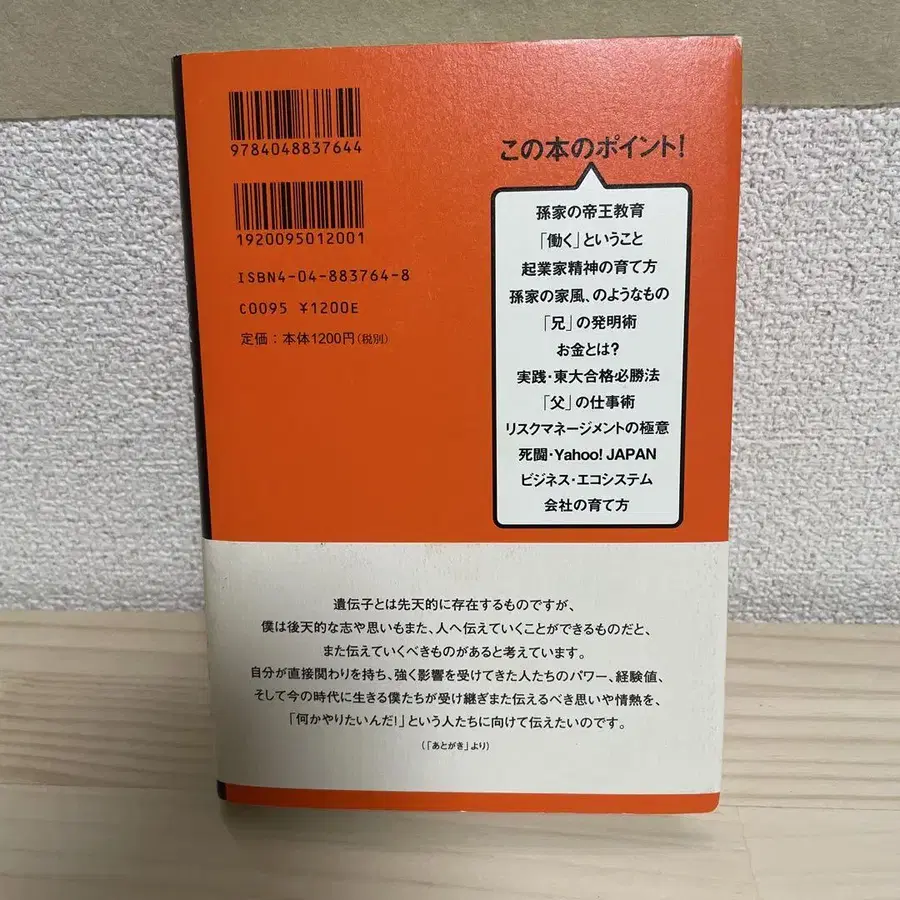 9784048837644
1920095012001
ISBN4-04-883764-8
C0095 ¥1200E
定価：本体1200円（税別）
この本のポイント！
孫家の帝王教育
「働く」ということ
起業家精神の育て方
孫家の家風、のようなもの
「兄」の発明術
お金とは？
実践・東大合格必勝法
「父」の仕事術
リスクマネージメントの極意
死闘・Yahoo! JAPAN
ビジネス・エコシステム
会社の育て方
遺伝子とは先天的に存在するものですが、
僕は後天的な志や思いもまた、人へ伝えていくことができるものだと、
また伝えていくべきものがあると考えています。
自分が直接関わりを持ち、強く影響を受けてきた人たちのパワー、経験値、
そして今の時代に生きる僕たちが受け継ぎまた伝えるべき思いや情熱を、
「何かやりたいんだ！」という人たちに向けて伝えたいのです。
（「あとがき」より）